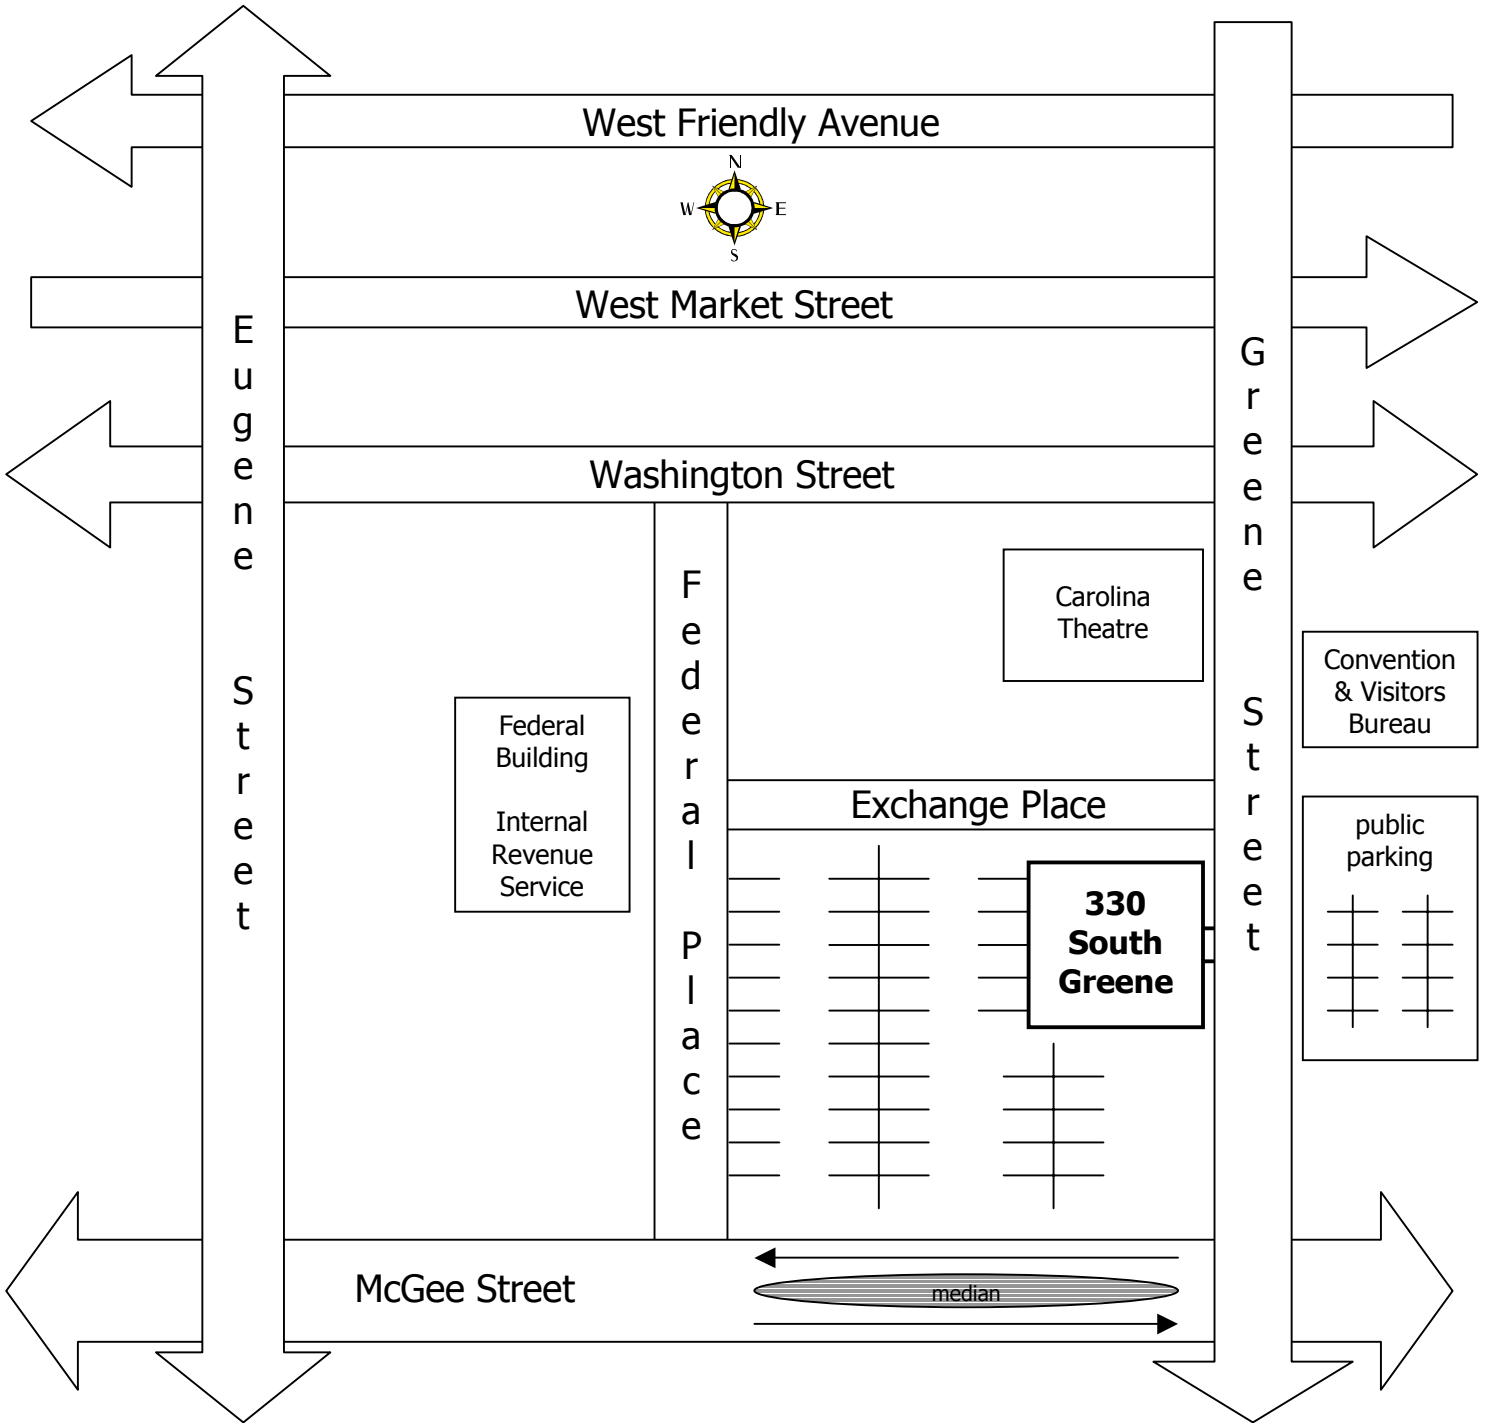 West Friendly Avenue
N
W E
S
West Market Street
Eugene Street
Greene Street
Washington Street
Federal Place
Carolina
Theatre
Convention
& Visitors
Bureau
Federal
Building
Internal
Revenue
Service
Exchange Place
public
parking
330
South
Greene
McGee Street
median